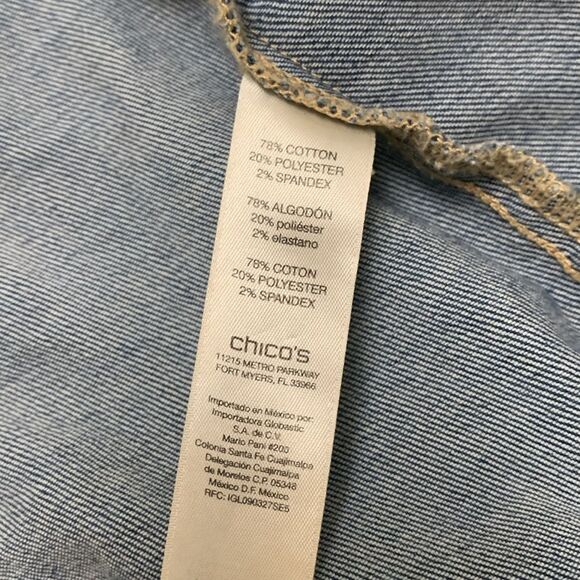 78% COTTON
20% POLYESTER
2% SPANDEX
78% ALGODÓN
20% poliéster
2% elastano
78% COTON
20% POLYESTER
2% SPANDEX
chico's
11215 METRO PARKWAY
FORT MYERS, FL 33966
Importado en México por:
Importadora Globastic
S.A. de C.V.
Mario Pani #203
Colonia Santa Fe Cuajimalpa
Delegación Cuajimalpa
de Morelos C.P. 05348
México D.F. México
RFC: IGL090327SE5